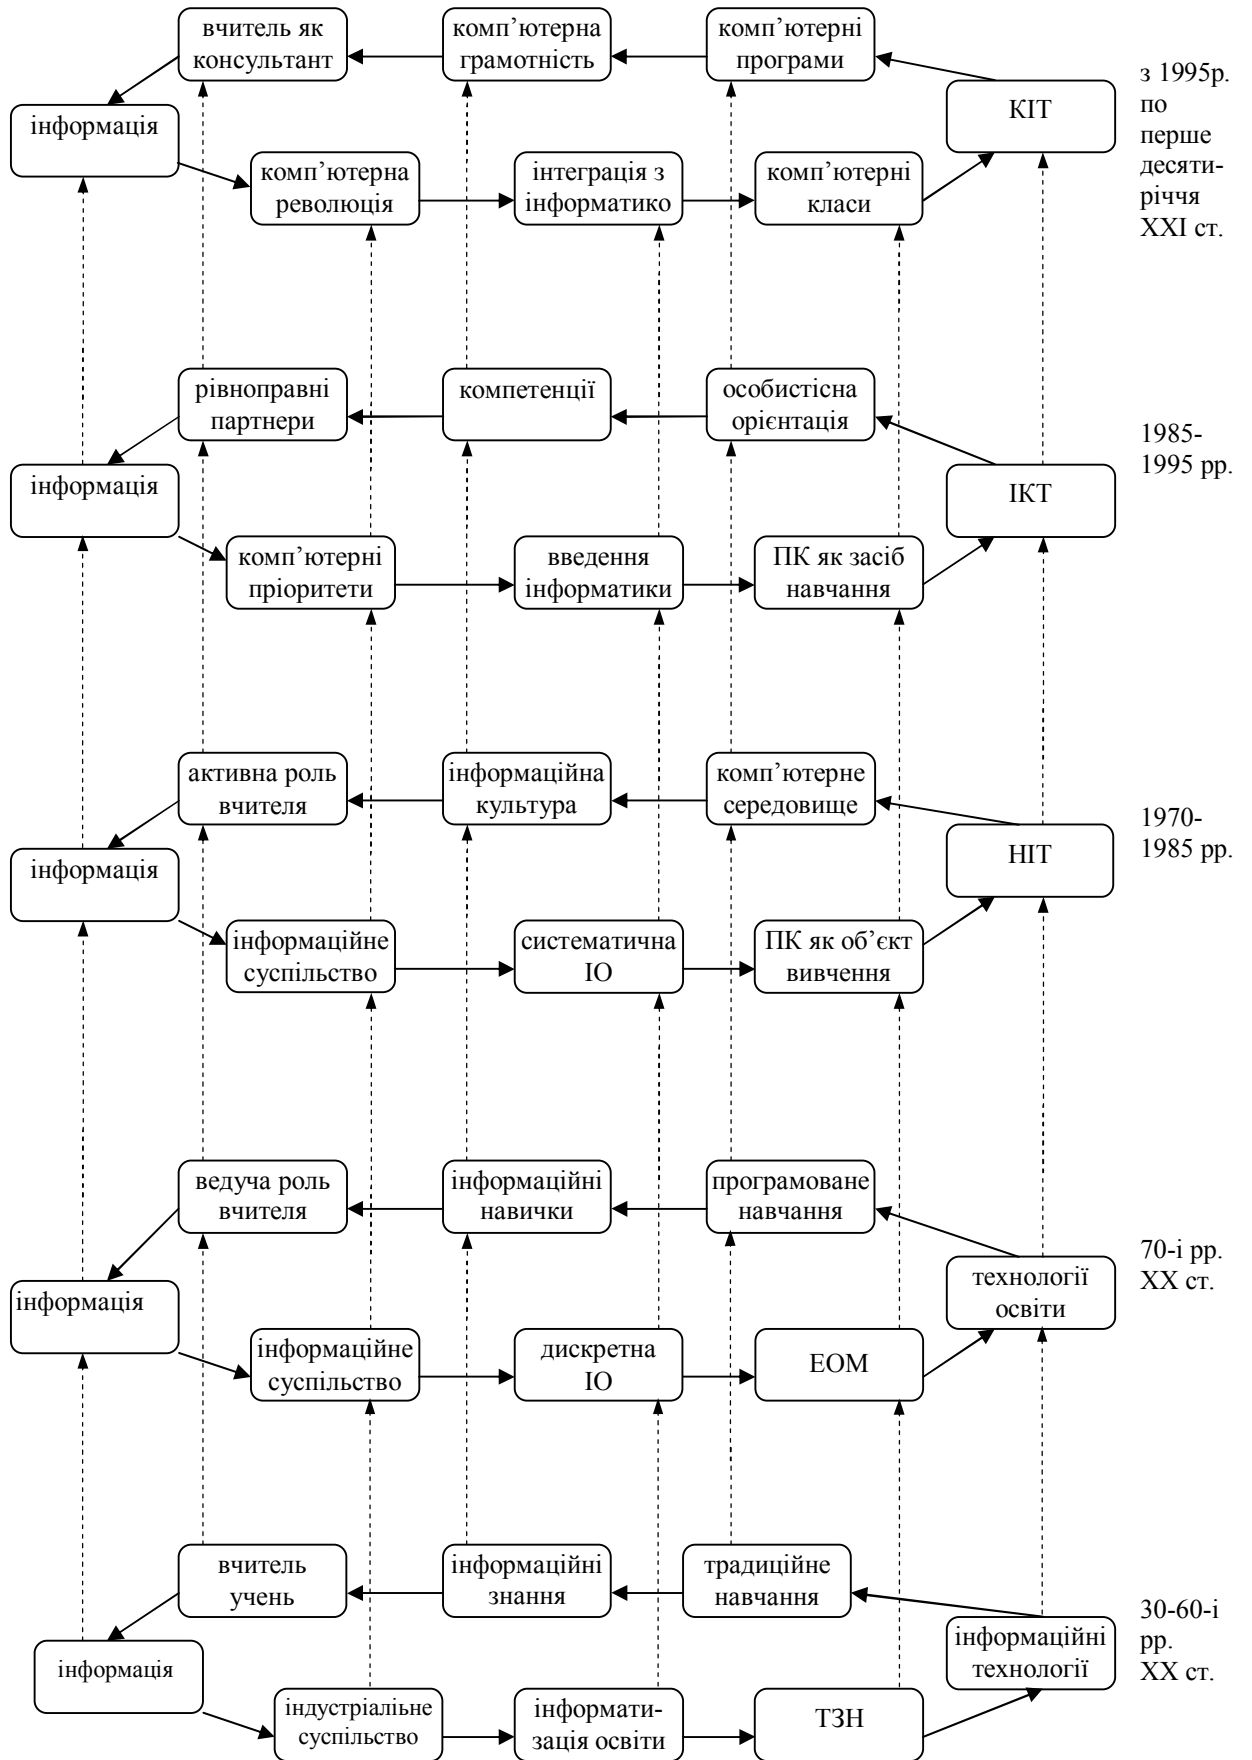 вчитель як
консультант
комп’ютерна
грамотність
комп’ютерні
програми
з 1995р.
по
перше
десяти-
річчя
XXI ст.
інформація
КІТ
комп’ютерна
революція
інтеграція з
інформатико
комп’ютерні
класи
рівноправні
партнери
компетенції
особистісна
орієнтація
1985-
1995 рр.
інформація
ІКТ
комп’ютерні
пріоритети
введення
інформатики
ПК як засіб
навчання
активна роль
вчителя
інформаційна
культура
комп’ютерне
середовище
1970-
1985 рр.
інформація
НІТ
інформаційне
суспільство
систематична
ІО
ПК як об’єкт
вивчення
ведуча роль
вчителя
інформаційні
навички
програмоване
навчання
70-і рр.
XX ст.
інформація
технології
освіти
інформаційне
суспільство
дискретна
ІО
ЕОМ
вчитель
учень
інформаційні
знання
традиційне
навчання
30-60-і
рр.
XX ст.
інформація
інформаційні
технології
індустріальне
суспільство
інформати-
зація освіти
ТЗН